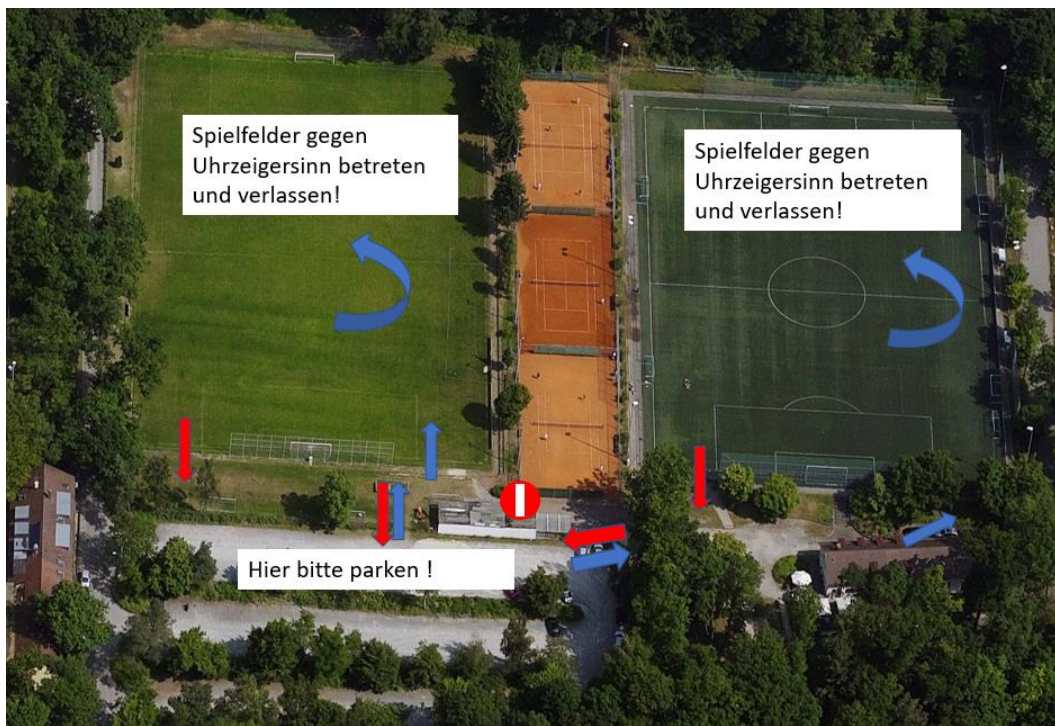 Spielfelder gegen
Uhrzeigersinn betreten
und verlassen!
Spielfelder gegen
Uhrzeigersinn betreten
und verlassen!
Hier bitte parken !